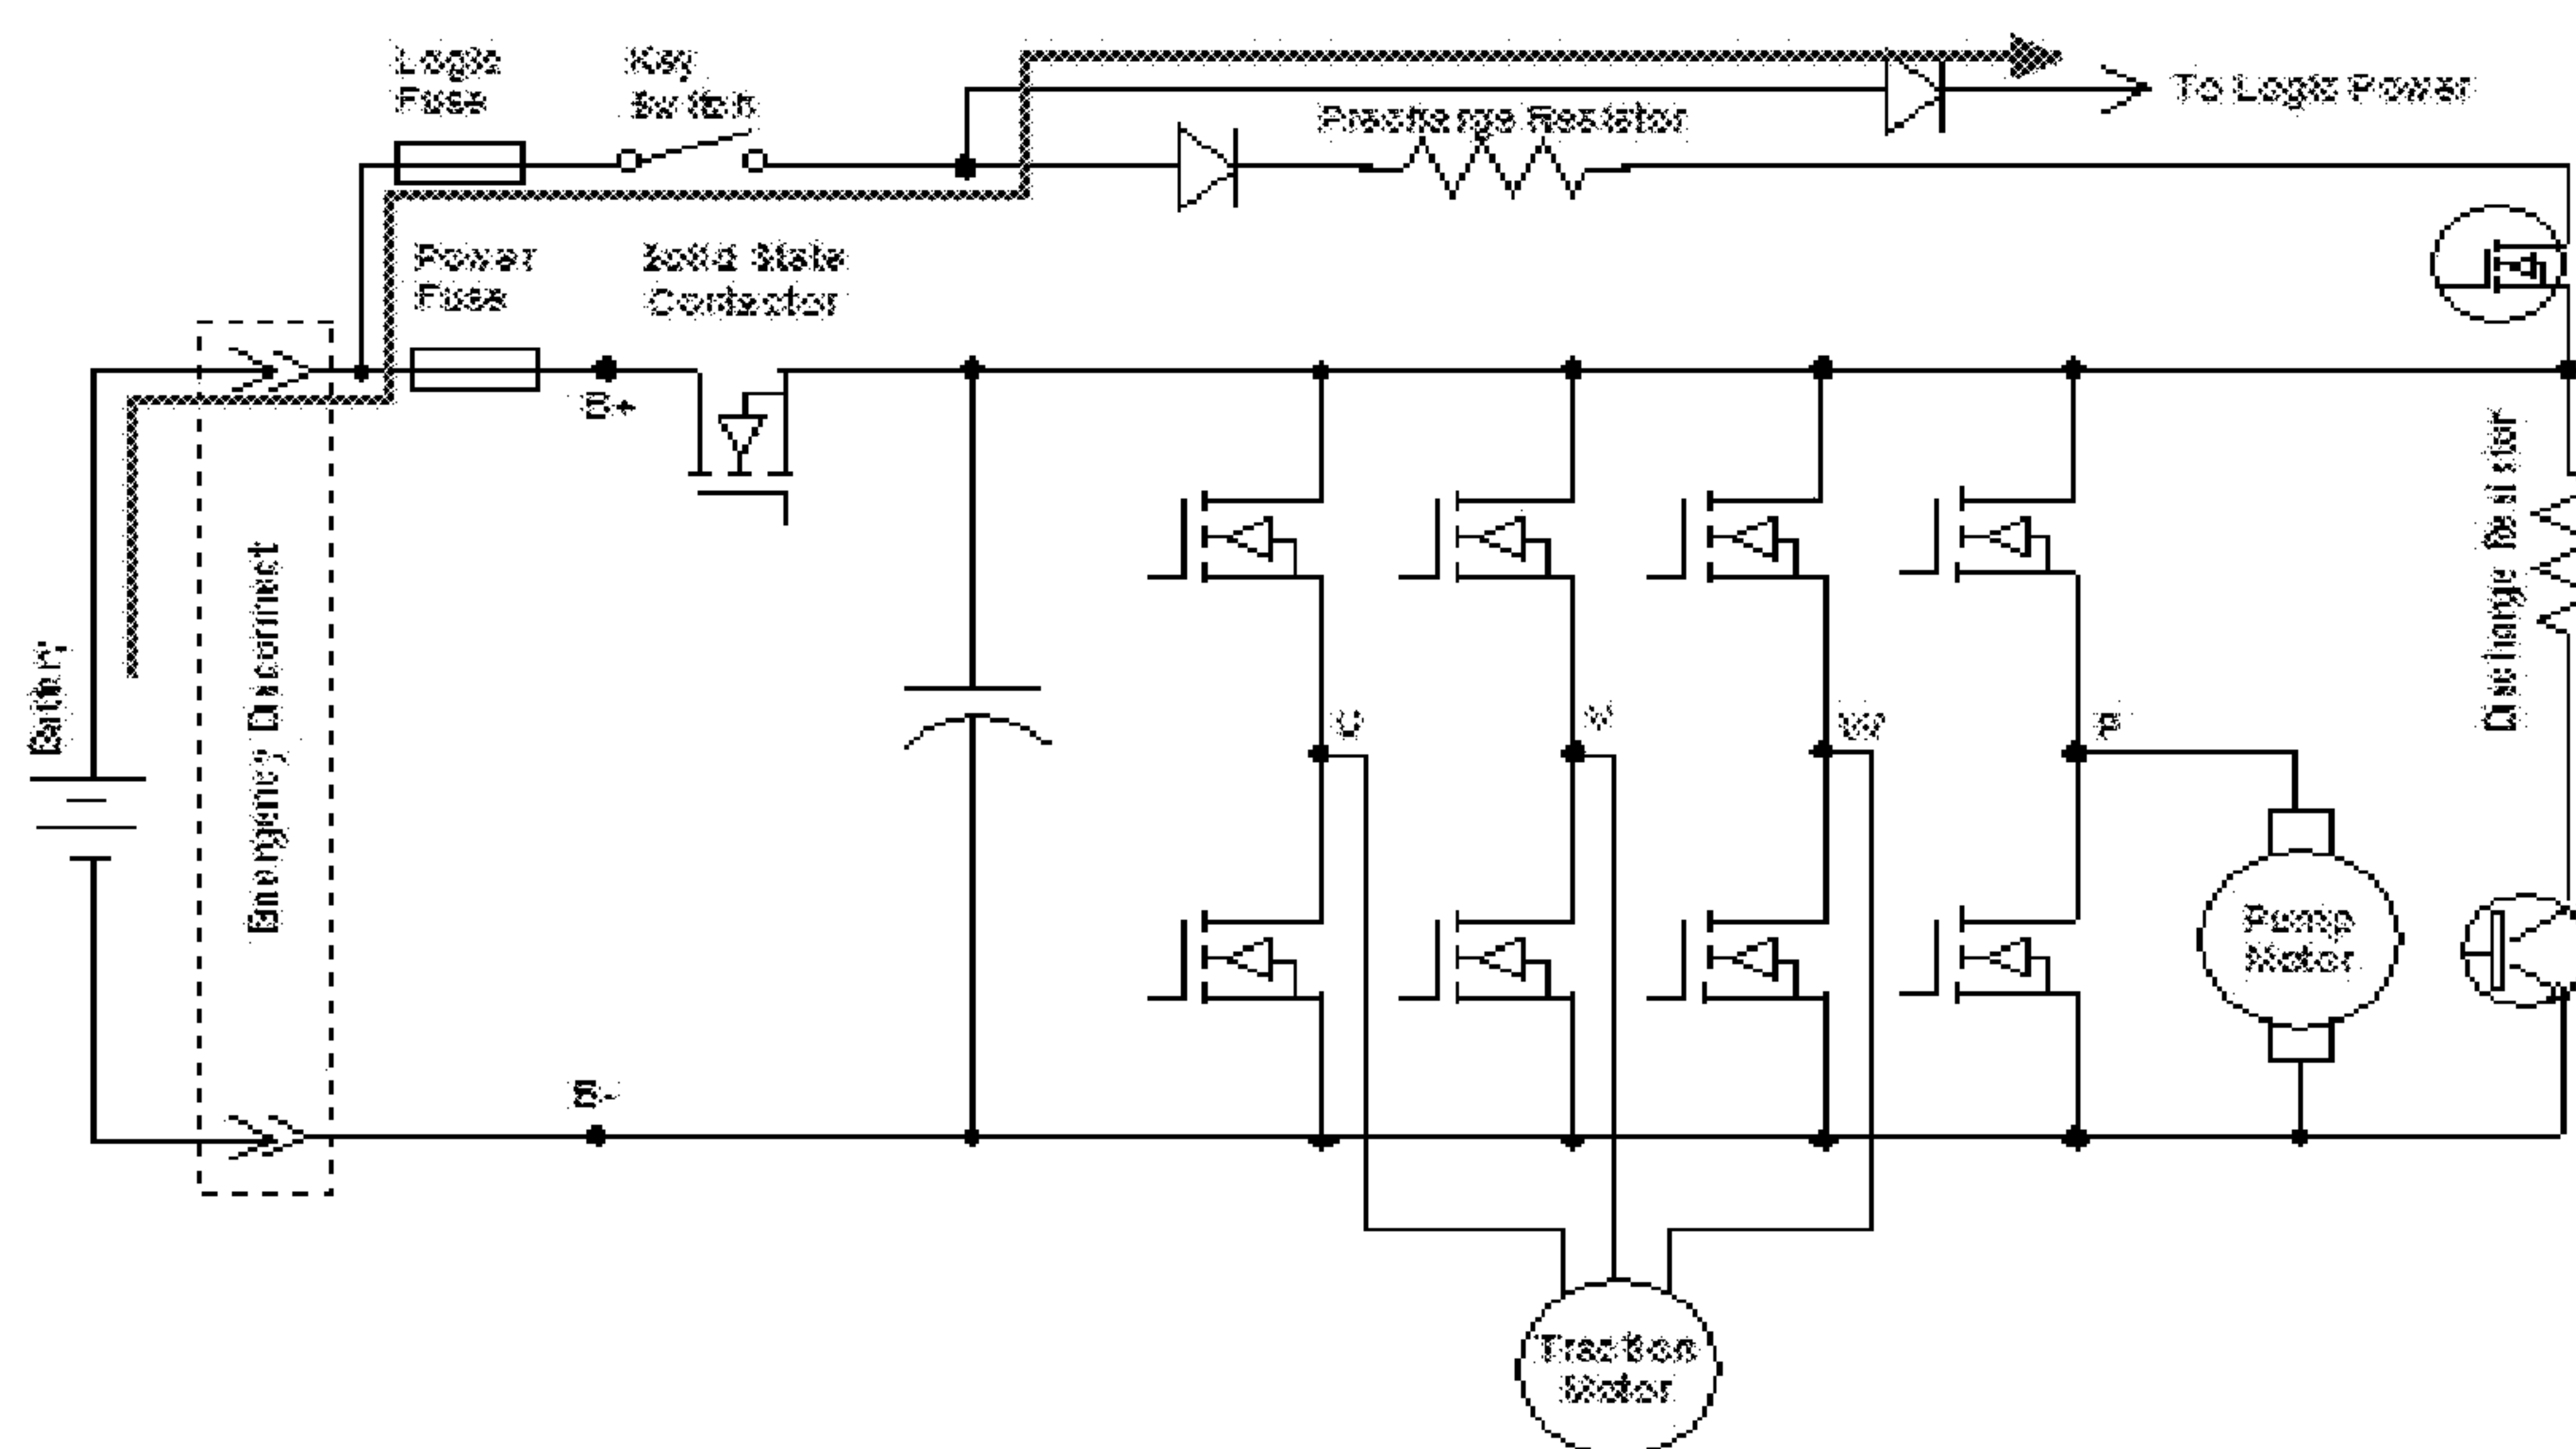 Logic
Fuse
Key
Switch
To Logic Power
Precharge Resistor
Power
Fuse
Solid State
Contactor
B+
Discharge Resistor
Battery
Emergency Disconnect
U
V
W
P
Pump
Motor
B-
Traction
Motor